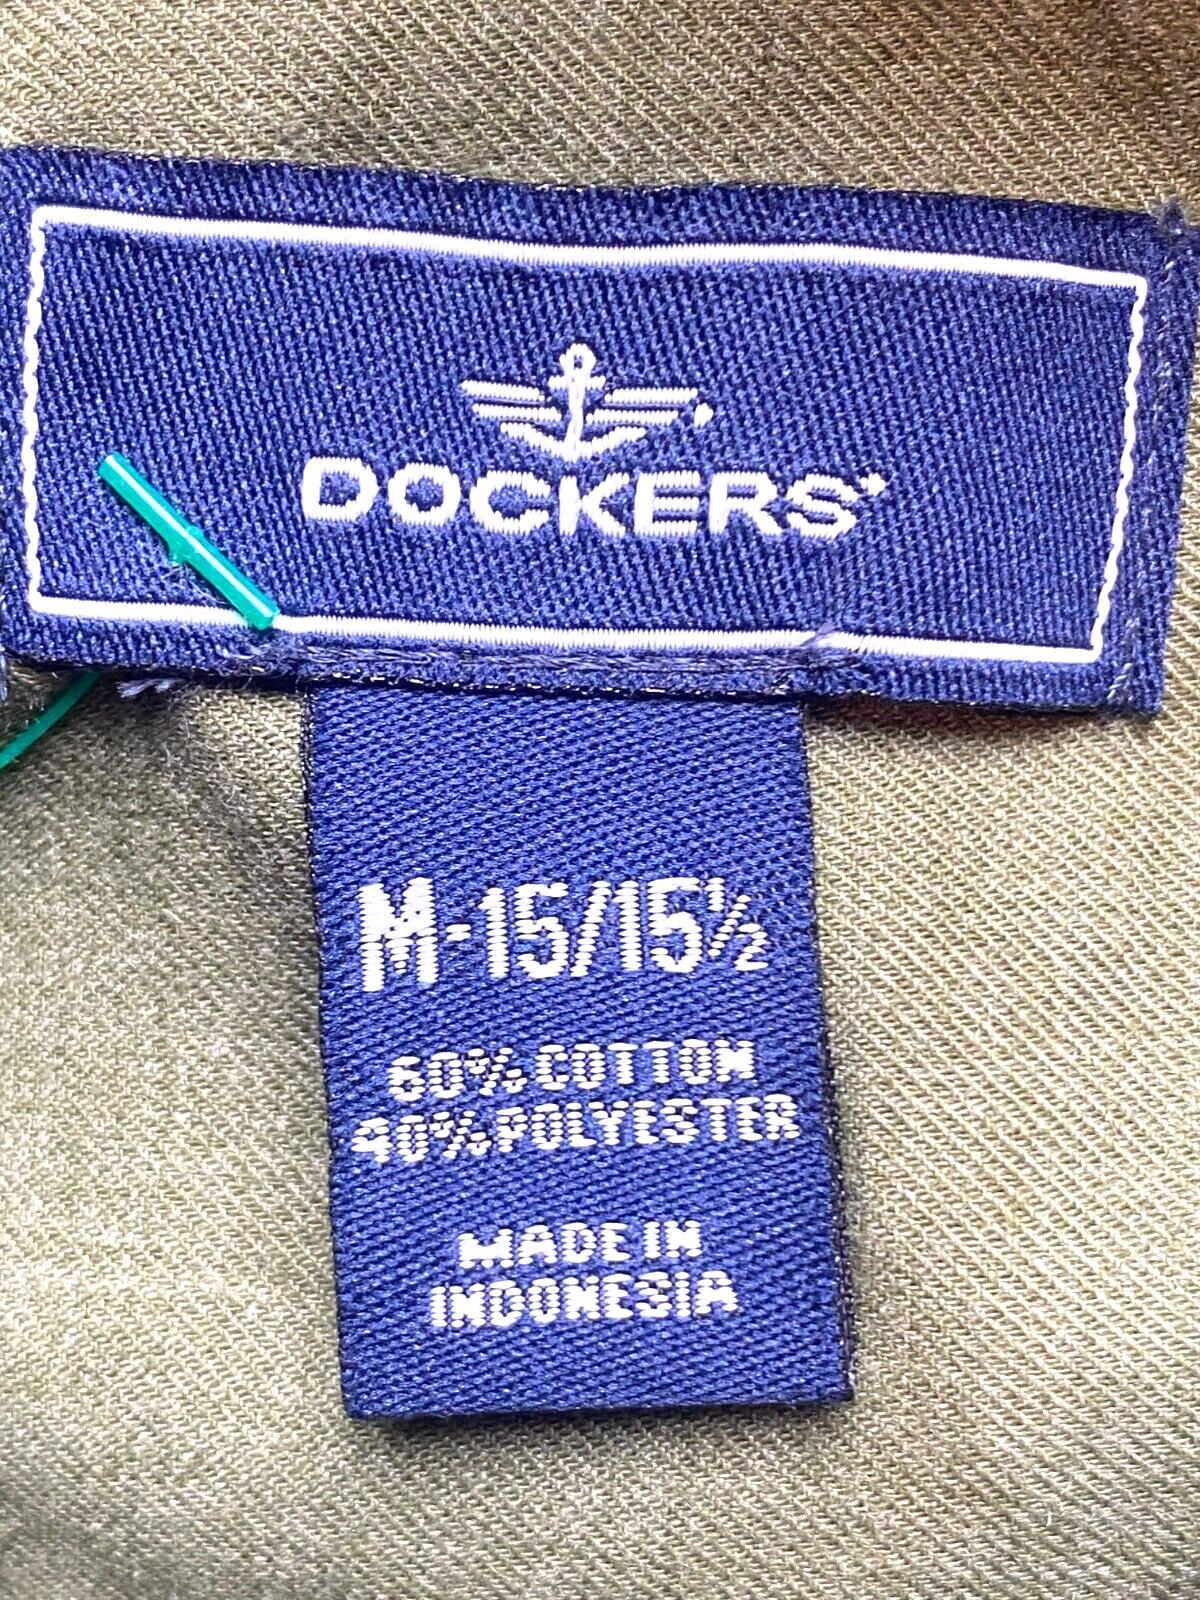 DOCKERS®
M-15/15½
60% COTTON
40% POLYESTER
MADE IN
INDONESIA